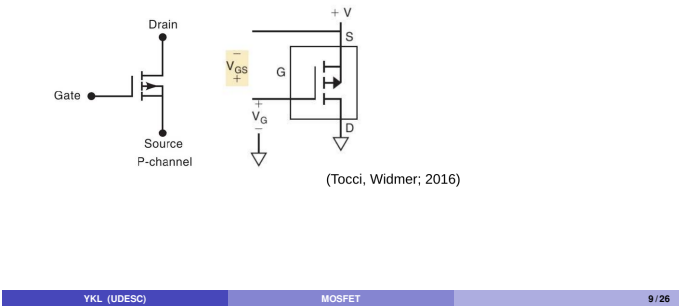 Drain
Gate
Source
P-channel
+ V
S
−
V_GS
+
G
+
V_G
−
D
(Tocci, Widmer; 2016)
YKL (UDESC) MOSFET 9 / 26